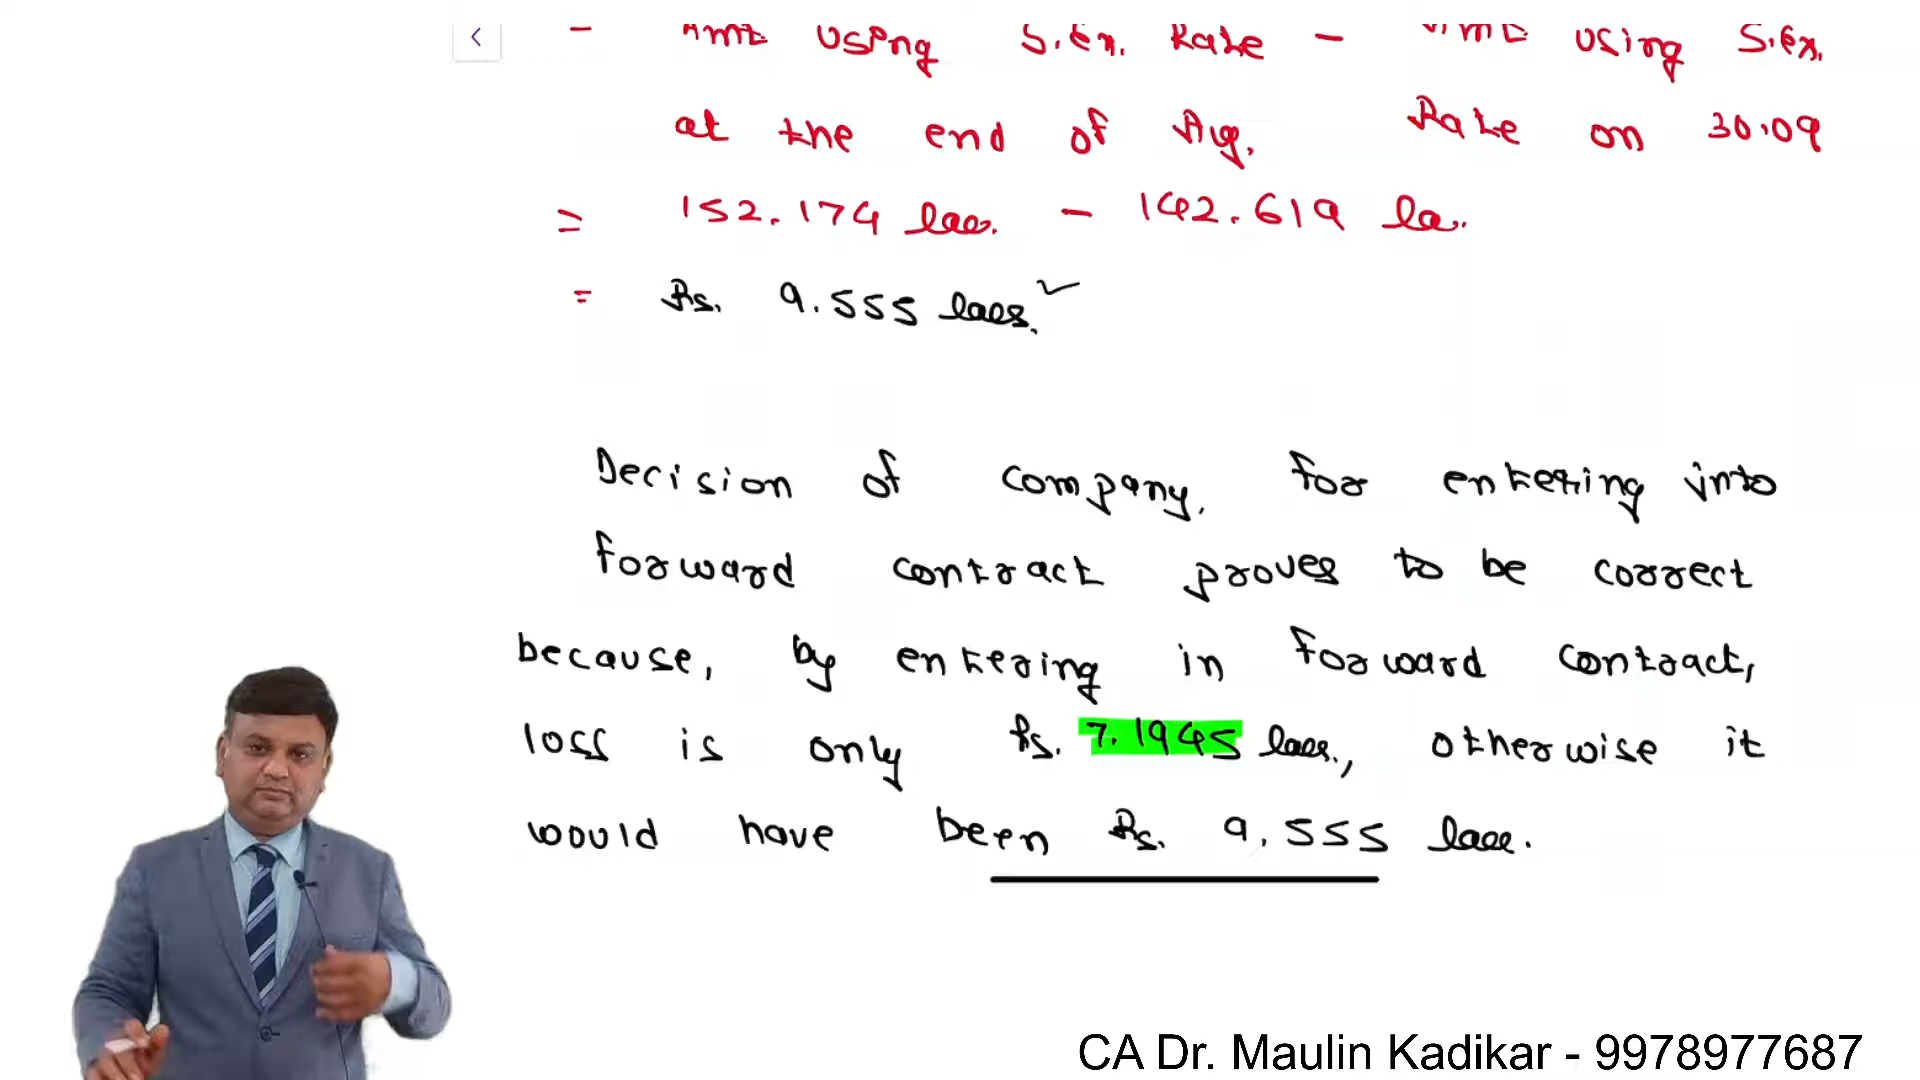 - Amt using S.Ex. Rate - Amt using S.Ex.
at the end of Aug. Rate on 30.09
= 152.174 lacs. - 142.619 la.
= Rs. 9.555 lacs.
Decision of company, for entering into
forward contract proves to be correct
because, by entering in forward contract,
loss is only Rs. 7.1945 lacs., otherwise it
would have been Rs. 9.555 lacs.
CA Dr. Maulin Kadikar - 9978977687